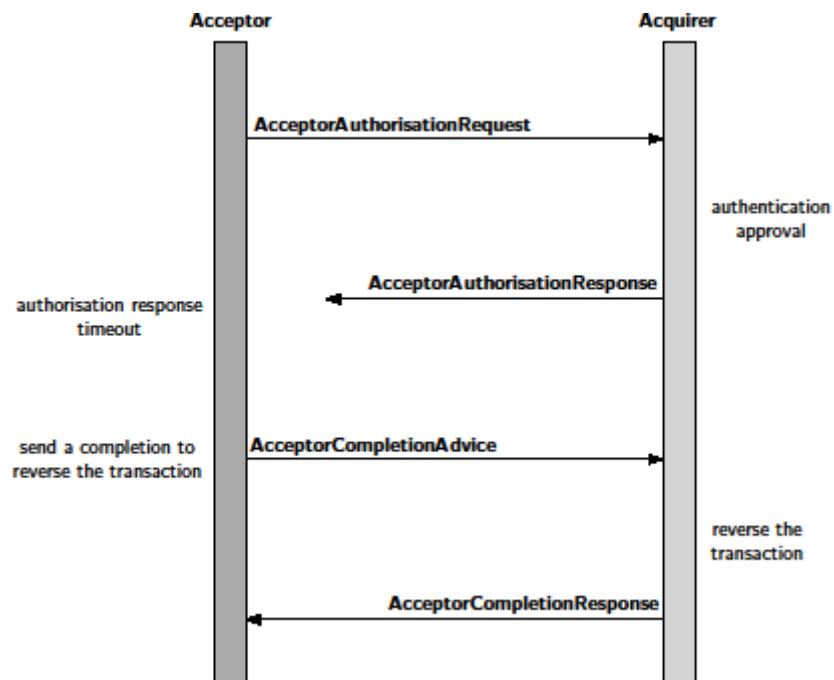 Acceptor
Acquirer
AcceptorAuthorisationRequest
authentication
approval
AcceptorAuthorisationResponse
authorisation response
timeout
send a completion to
reverse the transaction
AcceptorCompletionAdvice
reverse the
transaction
AcceptorCompletionResponse